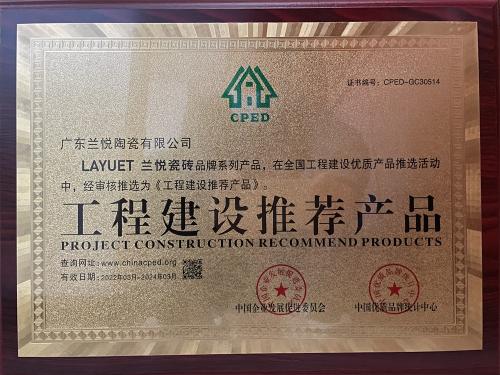 CPED
证书编号：CPED-GC30514
广东兰悦陶瓷有限公司
LAYUET 兰悦瓷砖品牌系列产品，在全国工程建设优质产品推选活动
中，经审核推选为《工程建设推荐产品》。
工程建设推荐产品
PROJECT CONSTRUCTION RECOMMEND PRODUCTS
查询网址:www.chinacped.org
有效日期:2022年03月-2024年03月
中国企业发展促进委员会
中国优质品牌统计中心